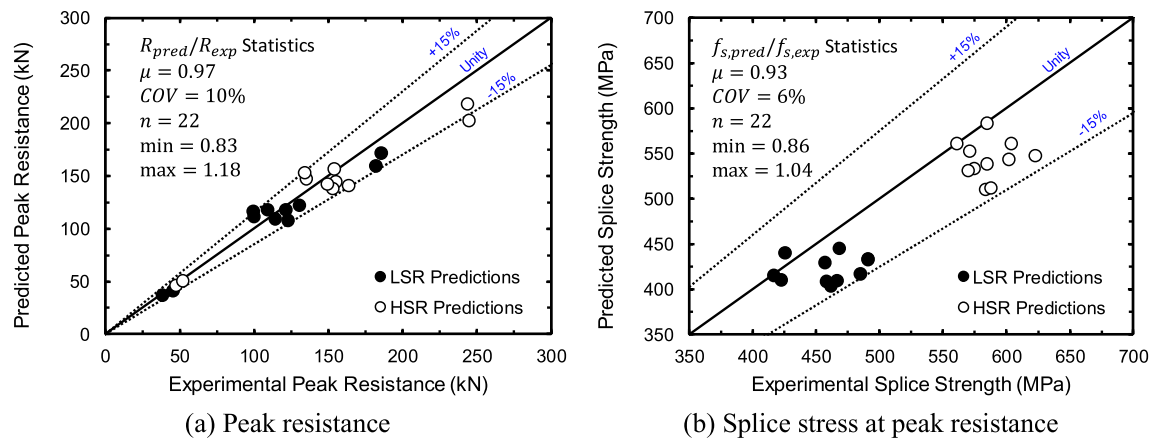 300
250
200
150
100
50
0
Predicted Peak Resistance (kN)
R_pred/R_exp Statistics
μ = 0.97
COV = 10%
n = 22
min = 0.83
max = 1.18
+15%
Unity
-15%
LSR Predictions
HSR Predictions
0 50 100 150 200 250 300
Experimental Peak Resistance (kN)
(a) Peak resistance
700
650
600
550
500
450
400
350
Predicted Splice Strength (MPa)
f_s,pred/f_s,exp Statistics
μ = 0.93
COV = 6%
n = 22
min = 0.86
max = 1.04
+15%
Unity
-15%
LSR Predictions
HSR Predictions
350 400 450 500 550 600 650 700
Experimental Splice Strength (MPa)
(b) Splice stress at peak resistance